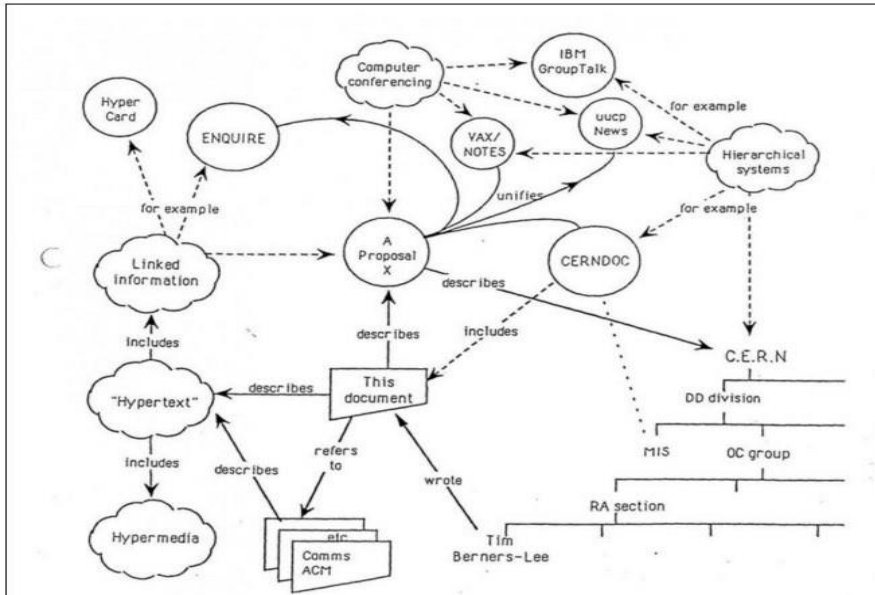 IBM
GroupTalk
Computer
conferencing
Hyper
Card
for example
uucp
News
ENQUIRE
VAX/
NOTES
Hierarchical
systems
unifies
for example
for example
A
Proposal
X
CERNDOC
Linked
information
describes
includes
describes
includes
C.E.R.N
This
document
describes
DD division
"Hypertext"
refers
to
MIS
OC group
includes
describes
wrote
RA section
Hypermedia
etc
Tim
Berners-Lee
Comms
ACM